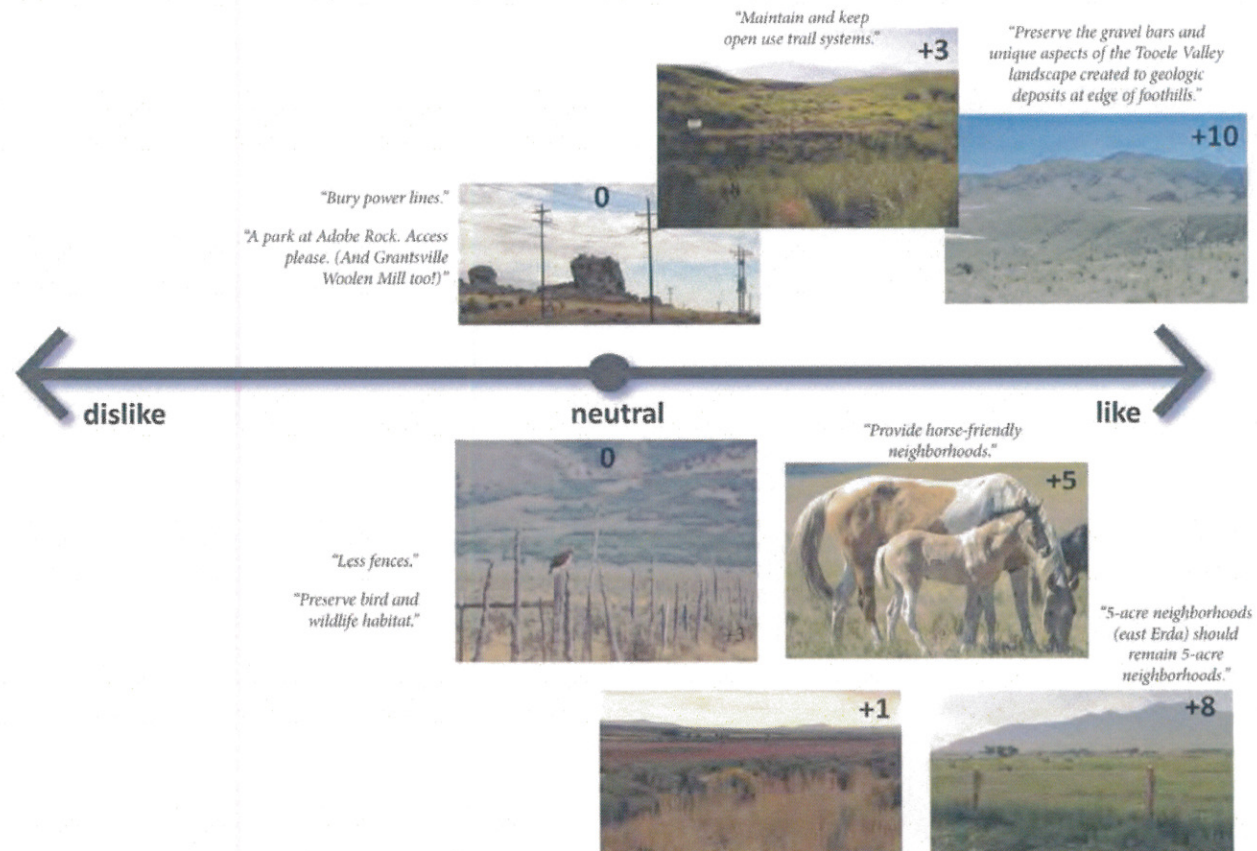 “Maintain and keep
open use trail systems.”
+3
“Preserve the gravel bars and
unique aspects of the Tooele Valley
landscape created to geologic
deposits at edge of foothills.”
+10
“Bury power lines.”
“A park at Adobe Rock. Access
please. (And Grantsville
Woolen Mill too!)”
0
dislike
neutral
like
0
“Less fences.”
“Preserve bird and
wildlife habitat.”
+3
“Provide horse-friendly
neighborhoods.”
+5
“5-acre neighborhoods
(east Erda) should
remain 5-acre
neighborhoods.”
+1
+8